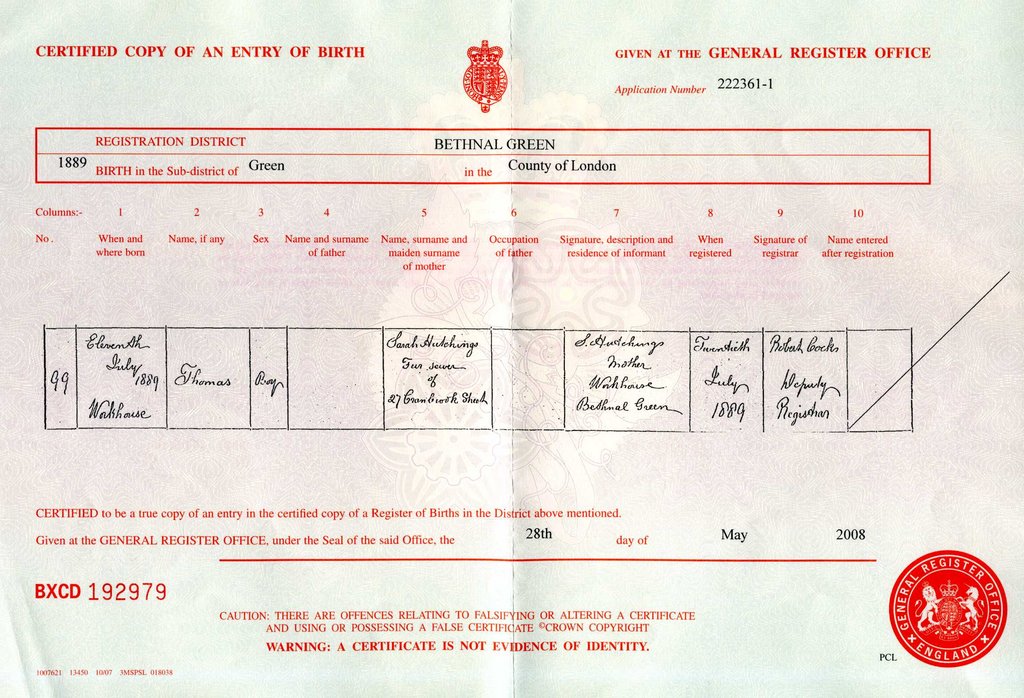 CERTIFIED COPY OF AN ENTRY OF BIRTH
GIVEN AT THE GENERAL REGISTER OFFICE
Application Number 222361-1
REGISTRATION DISTRICT BETHNAL GREEN
1889 BIRTH in the Sub-district of Green in the County of London
Columns:- 1 2 3 4 5 6 7 8 9 10
No. When and where born Name, if any Sex Name and surname of father Name, surname and maiden surname of mother Occupation of father Signature, description and residence of informant When registered Signature of registrar Name entered after registration
99
Eleventh
July
1889
Workhouse
Thomas
Boy
Sarah Hutchings
Fur sewer
of
27 Cranbrook Street
S. Hutchings
Mother
Workhouse
Bethnal Green
Twentieth
July
1889
Robert Cocks
Deputy
Registrar
CERTIFIED to be a true copy of an entry in the certified copy of a Register of Births in the District above mentioned.
Given at the GENERAL REGISTER OFFICE, under the Seal of the said Office, the 28th day of May 2008
BXCD 192979
CAUTION: THERE ARE OFFENCES RELATING TO FALSIFYING OR ALTERING A CERTIFICATE
AND USING OR POSSESSING A FALSE CERTIFICATE ©CROWN COPYRIGHT
WARNING: A CERTIFICATE IS NOT EVIDENCE OF IDENTITY.
GENERAL REGISTER OFFICE
ENGLAND
PCL
1007621 13450 10/07 3MSPSL 018038